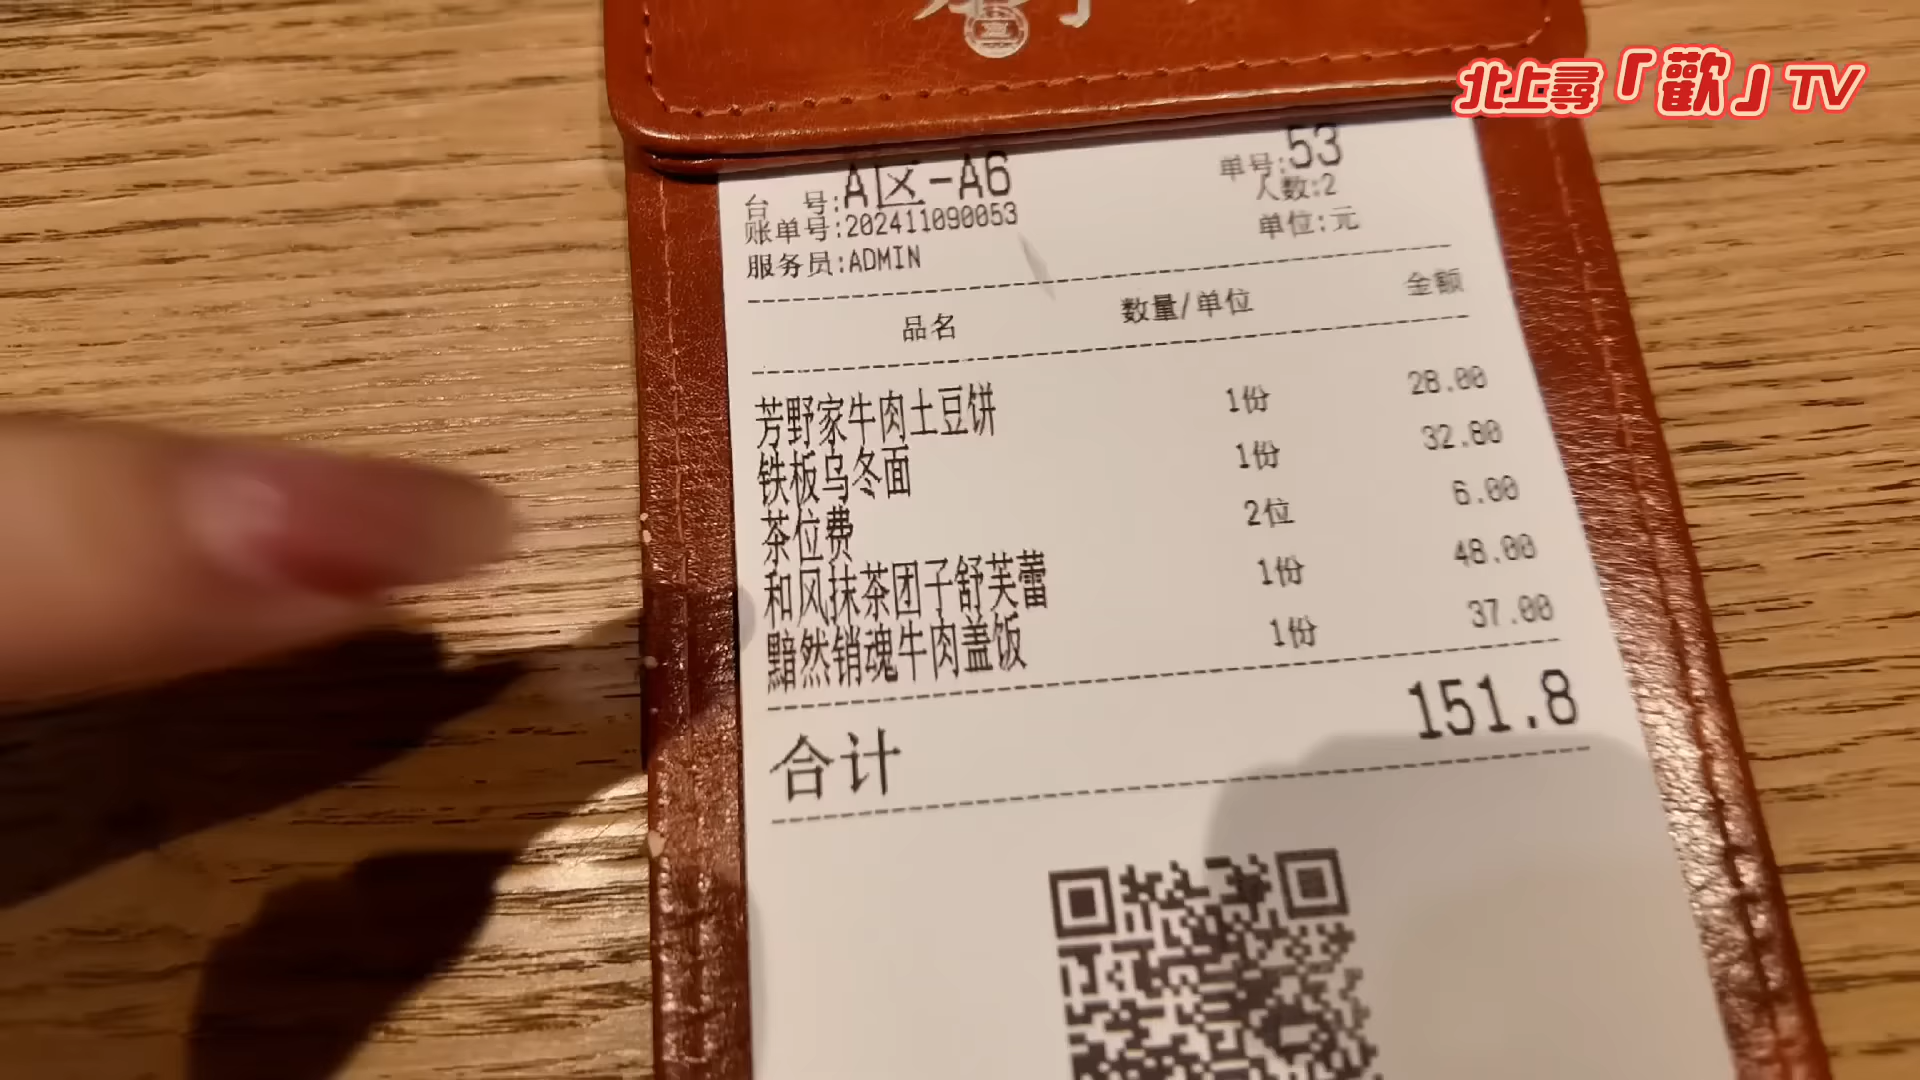 北上尋「歡」TV
台 号:A区-A6 单号:53
账单号:202411090053 人数:2
服务员:ADMIN 单位:元
品名 数量/单位 金额
芳野家牛肉土豆饼 1份 28.00
铁板乌冬面 1份 32.80
茶位费 2位 6.00
和风抹茶团子舒芙蕾 1份 48.00
黯然销魂牛肉盖饭 1份 37.00
合计 151.8